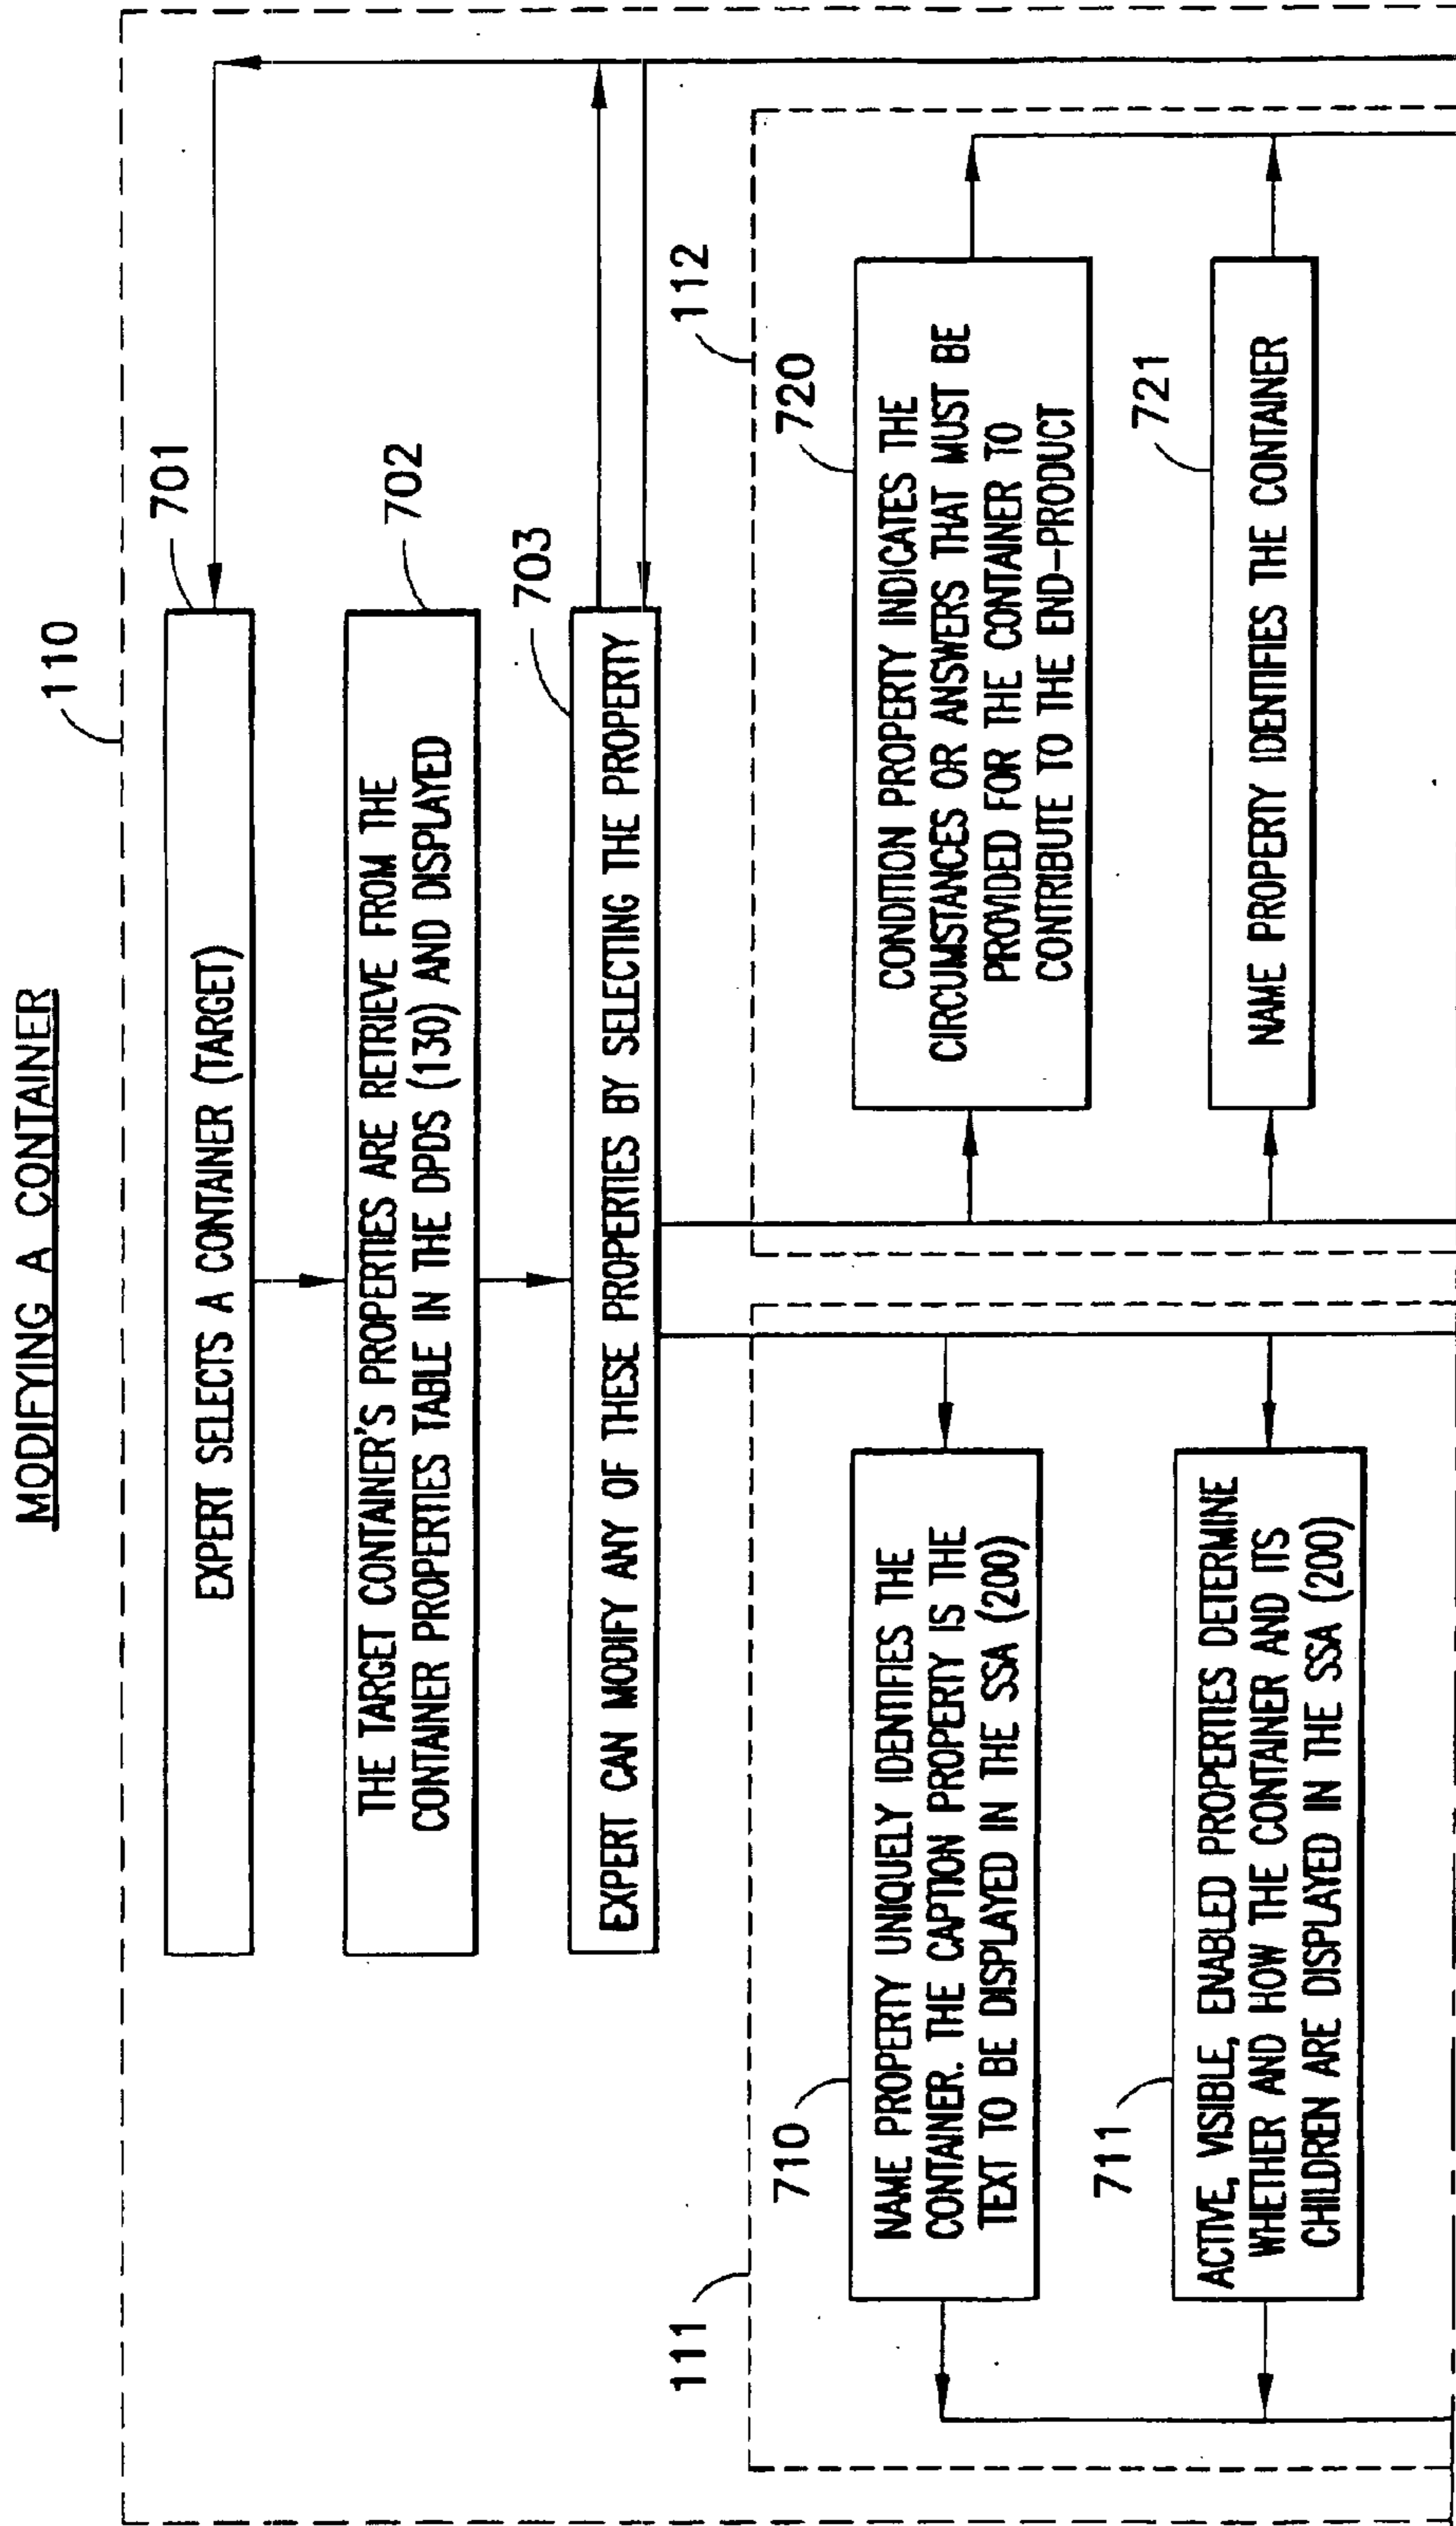 MODIFYING A CONTAINER
110
701
EXPERT SELECTS A CONTAINER (TARGET)
702
THE TARGET CONTAINER'S PROPERTIES ARE RETRIEVE FROM THE
CONTAINER PROPERTIES TABLE IN THE DPDS (130) AND DISPLAYED
703
EXPERT CAN MODIFY ANY OF THESE PROPERTIES BY SELECTING THE PROPERTY
111
710
NAME PROPERTY UNIQUELY IDENTIFIES THE
CONTAINER. THE CAPTION PROPERTY IS THE
TEXT TO BE DISPLAYED IN THE SSA (200)
711
ACTIVE, VISIBLE, ENABLED PROPERTIES DETERMINE
WHETHER AND HOW THE CONTAINER AND ITS
CHILDREN ARE DISPLAYED IN THE SSA (200)
112
720
CONDITION PROPERTY INDICATES THE
CIRCUMSTANCES OR ANSWERS THAT MUST BE
PROVIDED FOR THE CONTAINER TO
CONTRIBUTE TO THE END-PRODUCT
721
NAME PROPERTY IDENTIFIES THE CONTAINER